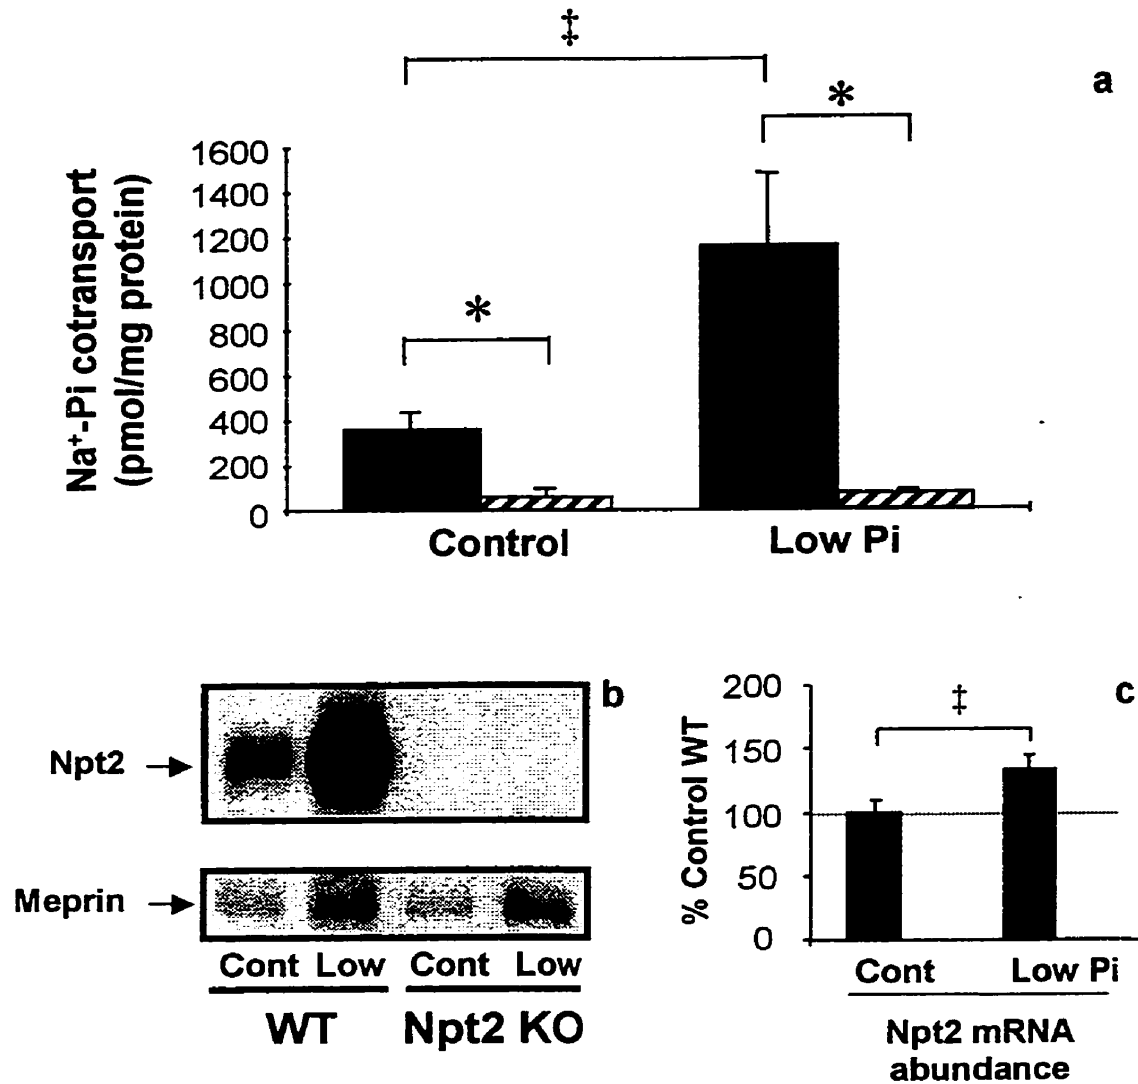 ‡
a
*
*
Na⁺-Pi cotransport
(pmol/mg protein)
1600
1400
1200
1000
800
600
400
200
0
Control
Low Pi
b
Npt2
Meprin
Cont Low Cont Low
WT Npt2 KO
c
‡
% Control WT
200
150
100
50
0
Cont Low Pi
Npt2 mRNA
abundance